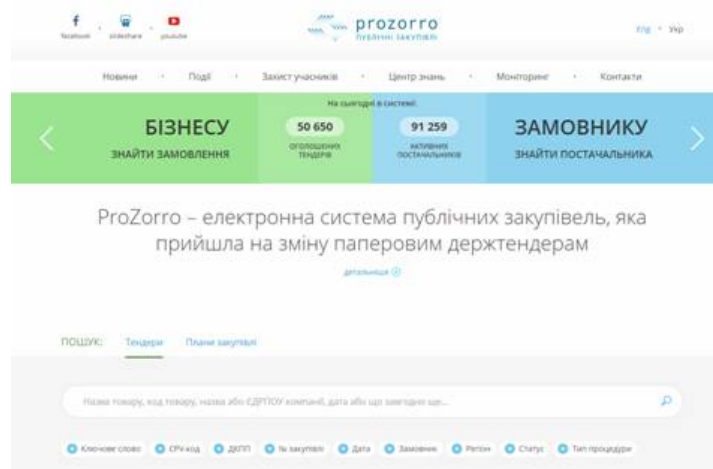 facebook slideshare youtube
prozorro
ПУБЛІЧНІ ЗАКУПІВЛІ
Eng Укр
Новини Події Захист учасників Центр знань Моніторинг Контакти
На сьогодні в системі:
БІЗНЕСУ
ЗНАЙТИ ЗАМОВЛЕННЯ
50 650
ОГОЛОШЕНИХ
ТЕНДЕРІВ
91 259
АКТИВНИХ
ПОСТАЧАЛЬНИКІВ
ЗАМОВНИКУ
ЗНАЙТИ ПОСТАЧАЛЬНИКА
ProZorro – електронна система публічних закупівель, яка
прийшла на зміну паперовим держтендерам
детальніше
ПОШУК: Тендери Плани закупівлі
Назва товару, код товару, назва або ЄДРПОУ компанії, дата або що завгодно ще...
Ключове слово CPV-код ДКПП № закупівлі Дата Замовник Регіон Статус Тип процедури